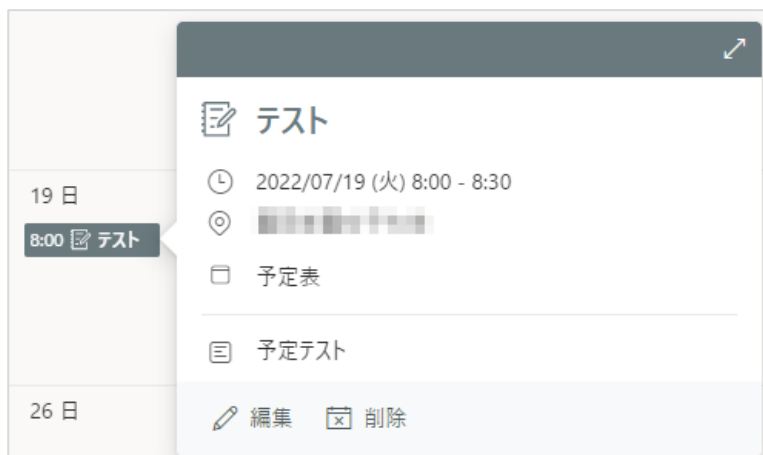 テスト
2022/07/19 (火) 8:00 - 8:30
19 日
8:00 テスト
予定表
予定テスト
26 日
編集 削除